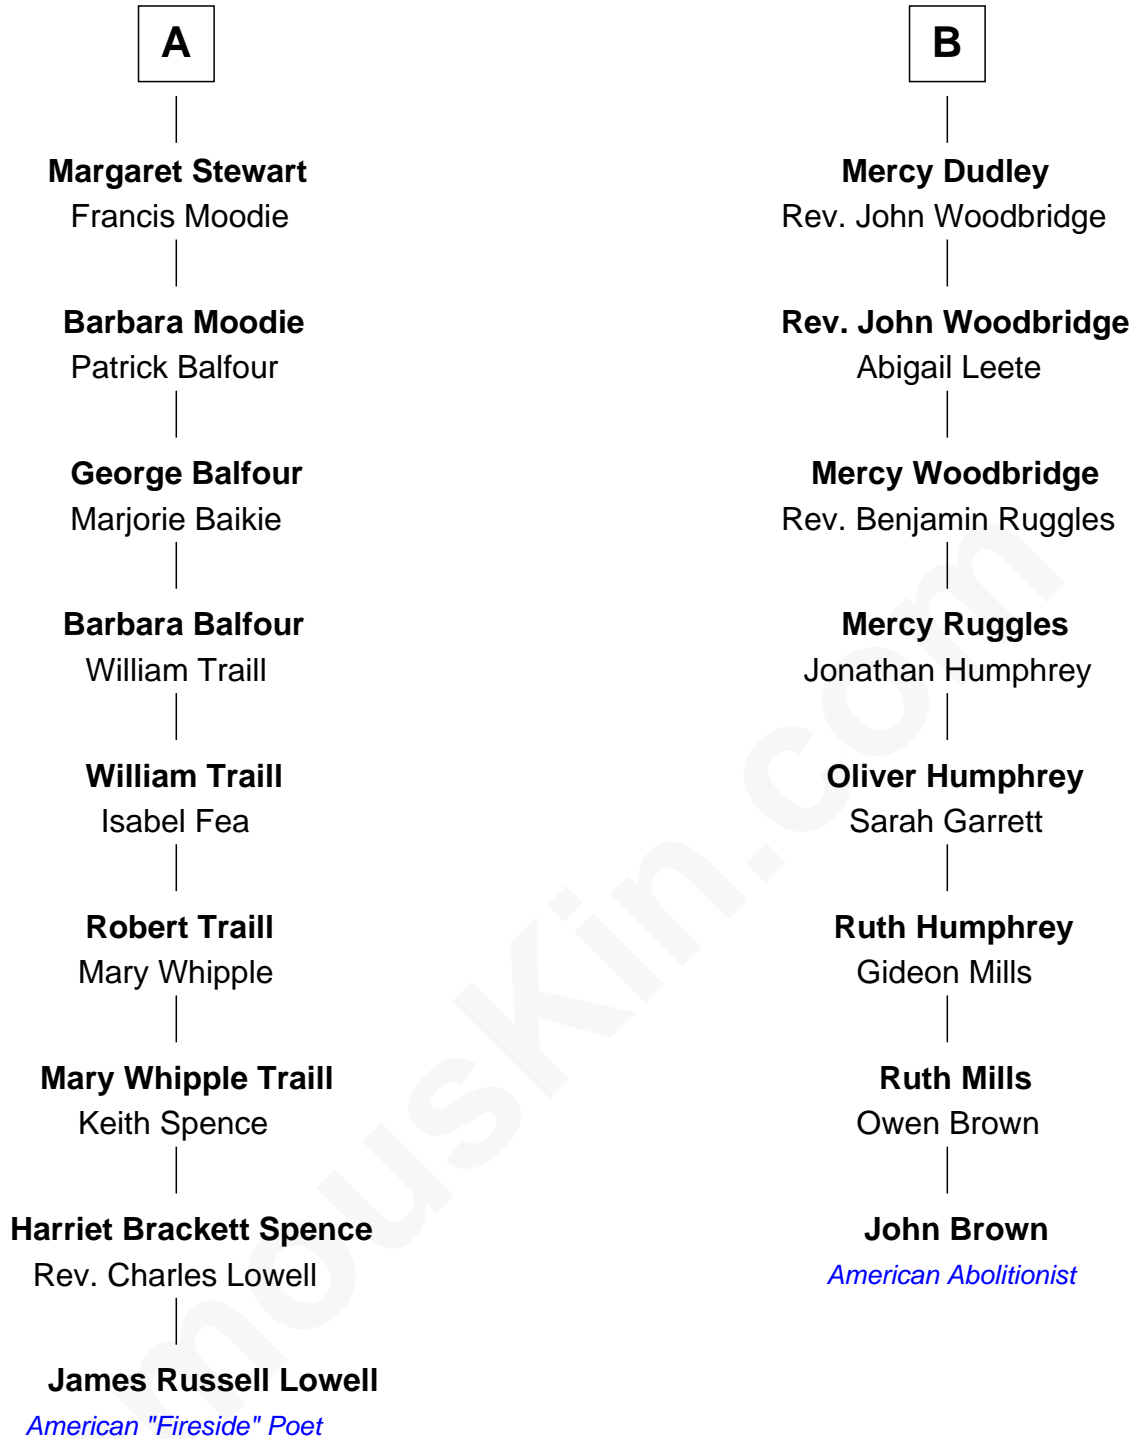 A
Margaret Stewart
Francis Moodie
Barbara Moodie
Patrick Balfour
George Balfour
Marjorie Baikie
Barbara Balfour
William Traill
William Traill
Isabel Fea
Robert Traill
Mary Whipple
Mary Whipple Traill
Keith Spence
Harriet Brackett Spence
Rev. Charles Lowell
James Russell Lowell
American "Fireside" Poet
B
Mercy Dudley
Rev. John Woodbridge
Rev. John Woodbridge
Abigail Leete
Mercy Woodbridge
Rev. Benjamin Ruggles
Mercy Ruggles
Jonathan Humphrey
Oliver Humphrey
Sarah Garrett
Ruth Humphrey
Gideon Mills
Ruth Mills
Owen Brown
John Brown
American Abolitionist
mousKin.com